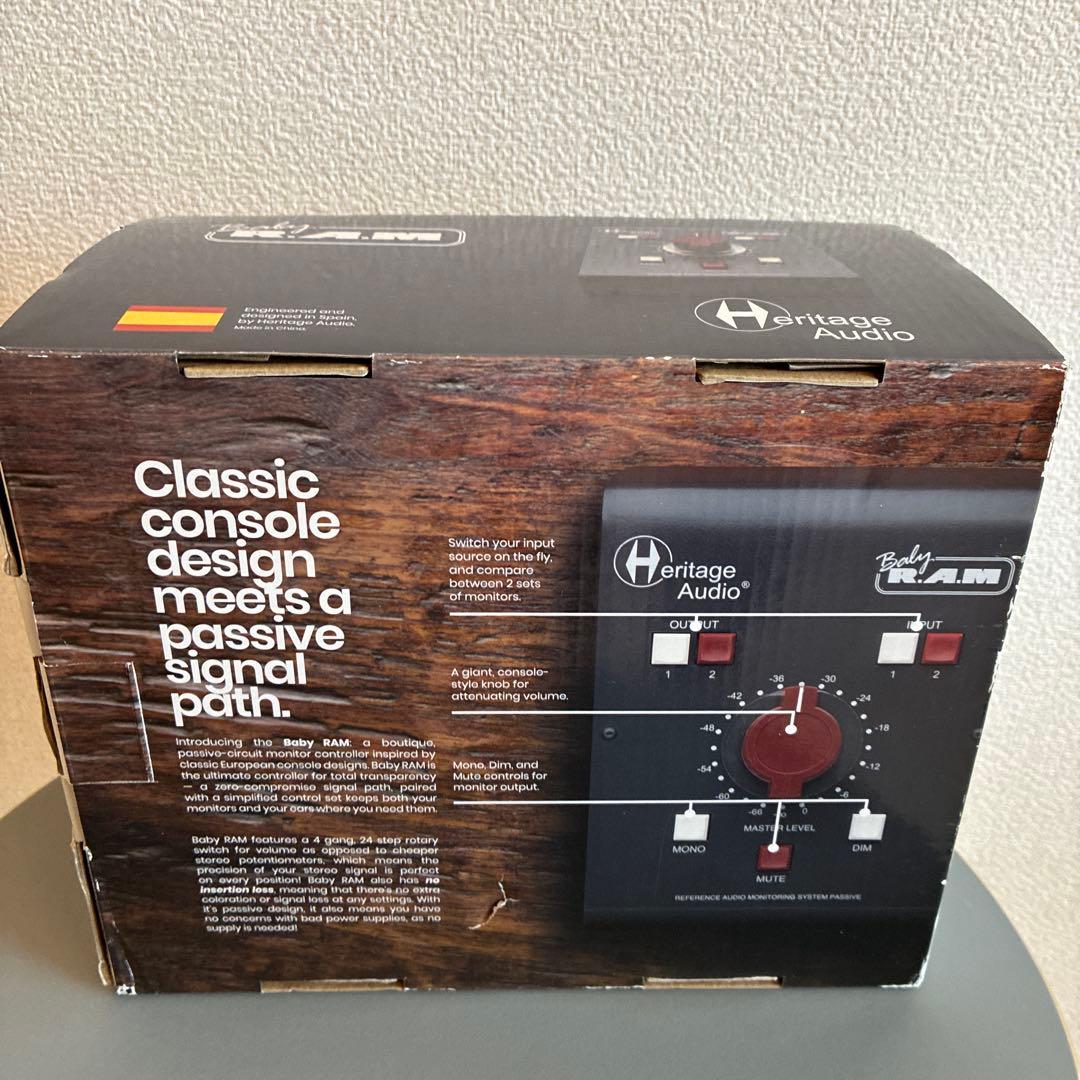 Baby
R.A.M
Engineered and
designed in Spain,
by Heritage Audio.
Made in China
Heritage
Audio
Classic
console
design
meets a
passive
signal
path.
Introducing the Baby RAM: a boutique,
passive-circuit monitor controller inspired by
classic European console designs. Baby RAM is
the ultimate controller for total transparency
— a zero-compromise signal path, paired
with a simplified control set keeps both your
monitors and your ears where you need them.
Baby RAM features a 4 gang, 24 step rotary
switch for volume as opposed to cheaper
stereo potentiometers, which means the
precision of your stereo signal is perfect
on every position! Baby RAM also has no
insertion loss, meaning that there's no extra
coloration or signal loss at any settings. With
it's passive design, it also means you have
no concerns with bad power supplies, as no
supply is needed!
Switch your input
source on the fly,
and compare
between 2 sets
of monitors.
A giant, console-
style knob for
attenuating volume.
Mono, Dim, and
Mute controls for
monitor output.
Heritage
Audio®
Baby
R.A.M
OUTPUT
INPUT
1 2
1 2
-36 -30
-42 -24
-48 -18
-54 -12
-60 -6
-66 0
MASTER LEVEL
MONO
DIM
MUTE
REFERENCE AUDIO MONITORING SYSTEM PASSIVE